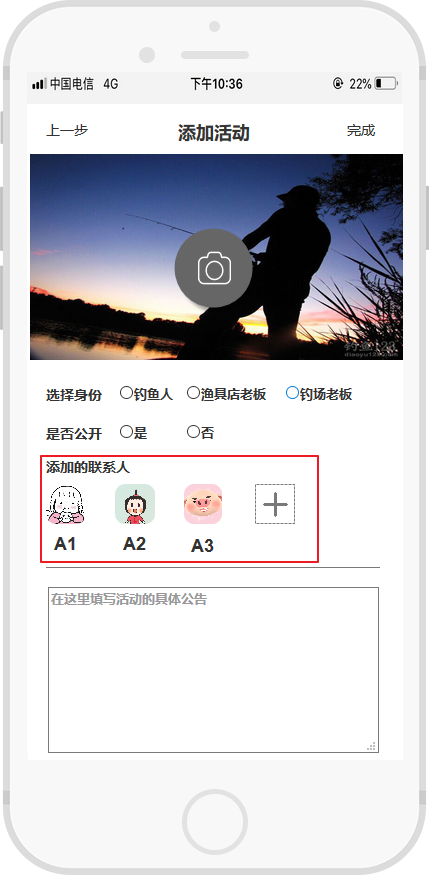 中国电信 4G 下午10:36 22%
上一步 添加活动 完成
diaoyu123.com
选择身份 钓鱼人 渔具店老板 钓场老板
是否公开 是 否
添加的联系人
A1 A2 A3
在这里填写活动的具体公告